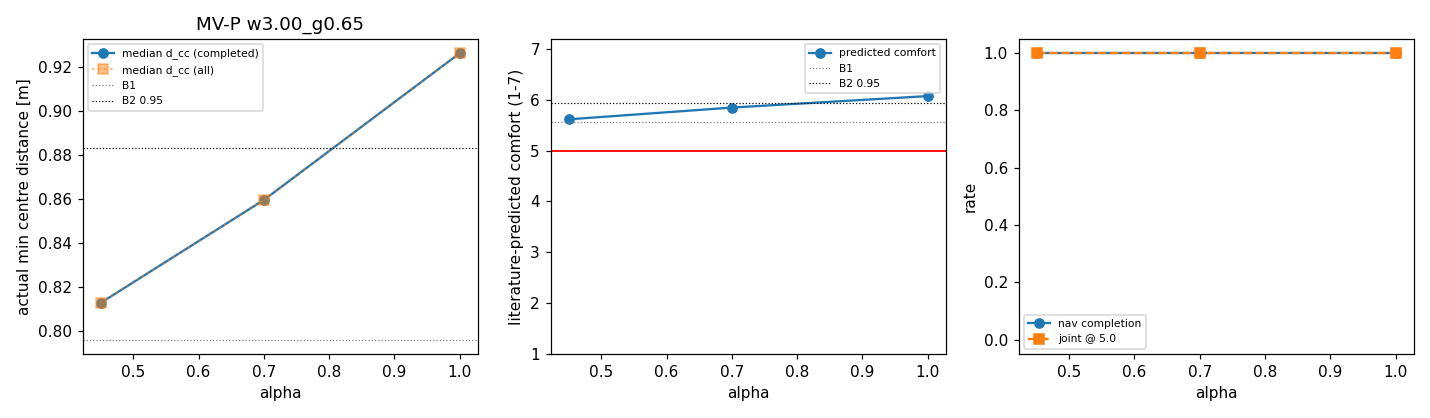 MV-P w3.00_g0.65
actual min centre distance [m]
0.92
0.90
0.88
0.86
0.84
0.82
0.80
median d_cc (completed)
median d_cc (all)
B1
B2 0.95
0.5 0.6 0.7 0.8 0.9 1.0
alpha
literature-predicted comfort (1-7)
7
6
5
4
3
2
1
predicted comfort
B1
B2 0.95
0.5 0.6 0.7 0.8 0.9 1.0
alpha
rate
1.0
0.8
0.6
0.4
0.2
0.0
nav completion
joint @ 5.0
0.5 0.6 0.7 0.8 0.9 1.0
alpha